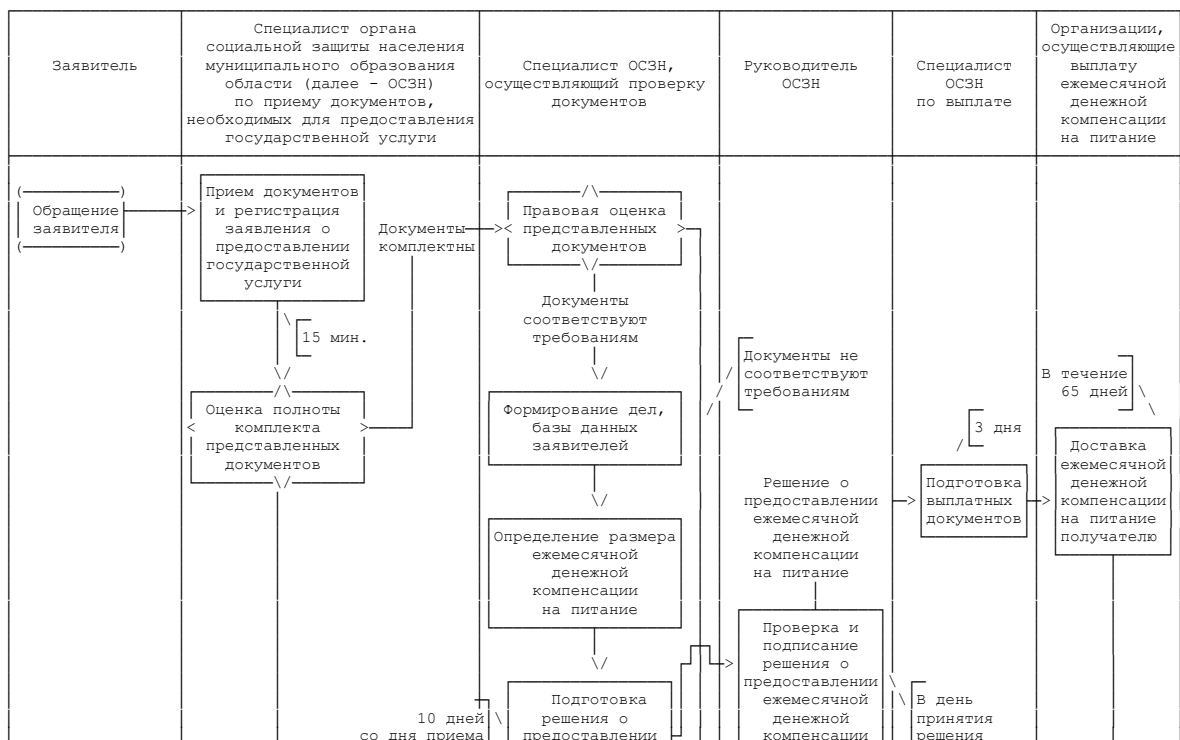 Заявитель
Специалист органа
социальной защиты населения
муниципального образования
области (далее - ОСЗН)
по приему документов,
необходимых для предоставления
государственной услуги
Специалист ОСЗН,
осуществляющий проверку
документов
Руководитель
ОСЗН
Специалист
ОСЗН
по выплате
Организации,
осуществляющие
выплату
ежемесячной
денежной
компенсации
на питание
Обращение
заявителя
Прием документов
и регистрация
заявления о
предоставлении
государственной
услуги
15 мин.
Оценка полноты
комплекта
представленных
документов
Документы
комплектны
Правовая оценка
представленных
документов
Документы
соответствуют
требованиям
Формирование дел,
базы данных
заявителей
Определение размера
ежемесячной
денежной
компенсации
на питание
10 дней
со дня приема
Подготовка
решения о
предоставлении
Документы не
соответствуют
требованиям
Решение о
предоставлении
ежемесячной
денежной
компенсации
на питание
Проверка и
подписание
решения о
предоставлении
ежемесячной
денежной
компенсации
В день
принятия
решения
3 дня
Подготовка
выплатных
документов
В течение
65 дней
Доставка
ежемесячной
денежной
компенсации
на питание
получателю